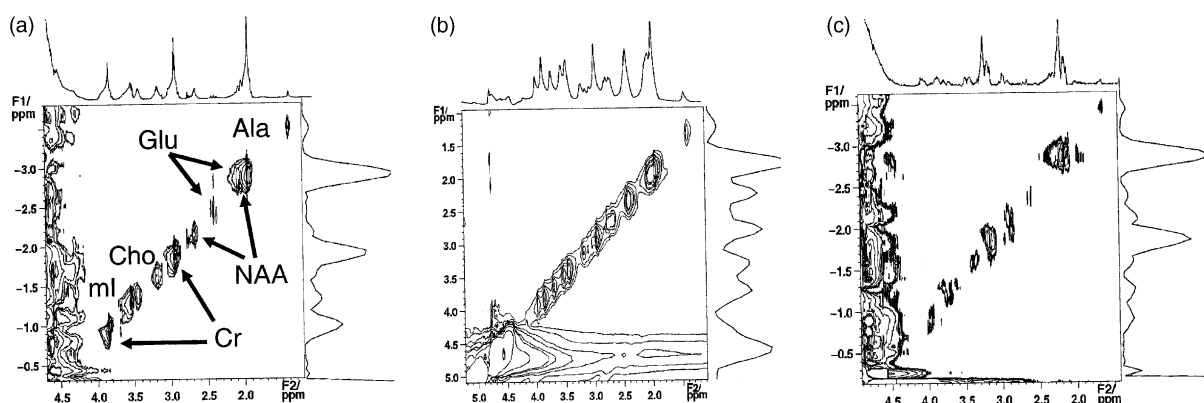 (a)
F1/
ppm
-3.0
-2.5
-2.0
-1.5
-1.0
-0.5
Glu
Ala
Cho
mI
NAA
Cr
4.5 4.0 3.5 3.0 2.5 2.0 F2/
ppm
(b)
F1/
ppm
1.5
2.0
2.5
3.0
3.5
4.0
4.5
5.0
5.0 4.5 4.0 3.5 3.0 2.5 2.0 F2/
ppm
(c)
F1/
ppm
-3.0
-2.5
-2.0
-1.5
-1.0
-0.5
4.5 4.0 3.5 3.0 2.5 2.0 F2/
ppm